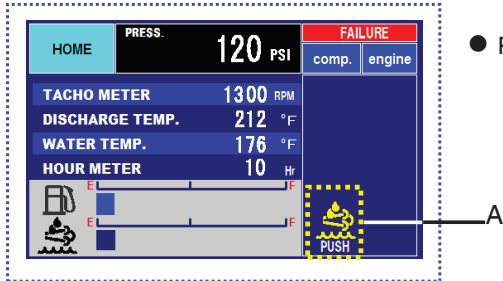 HOME
PRESS.
120 PSI
FAILURE
comp. engine
TACHO METER 1300 RPM
DISCHARGE TEMP. 212 °F
WATER TEMP. 176 °F
HOUR METER 10 Hr
E F
E F
PUSH
A